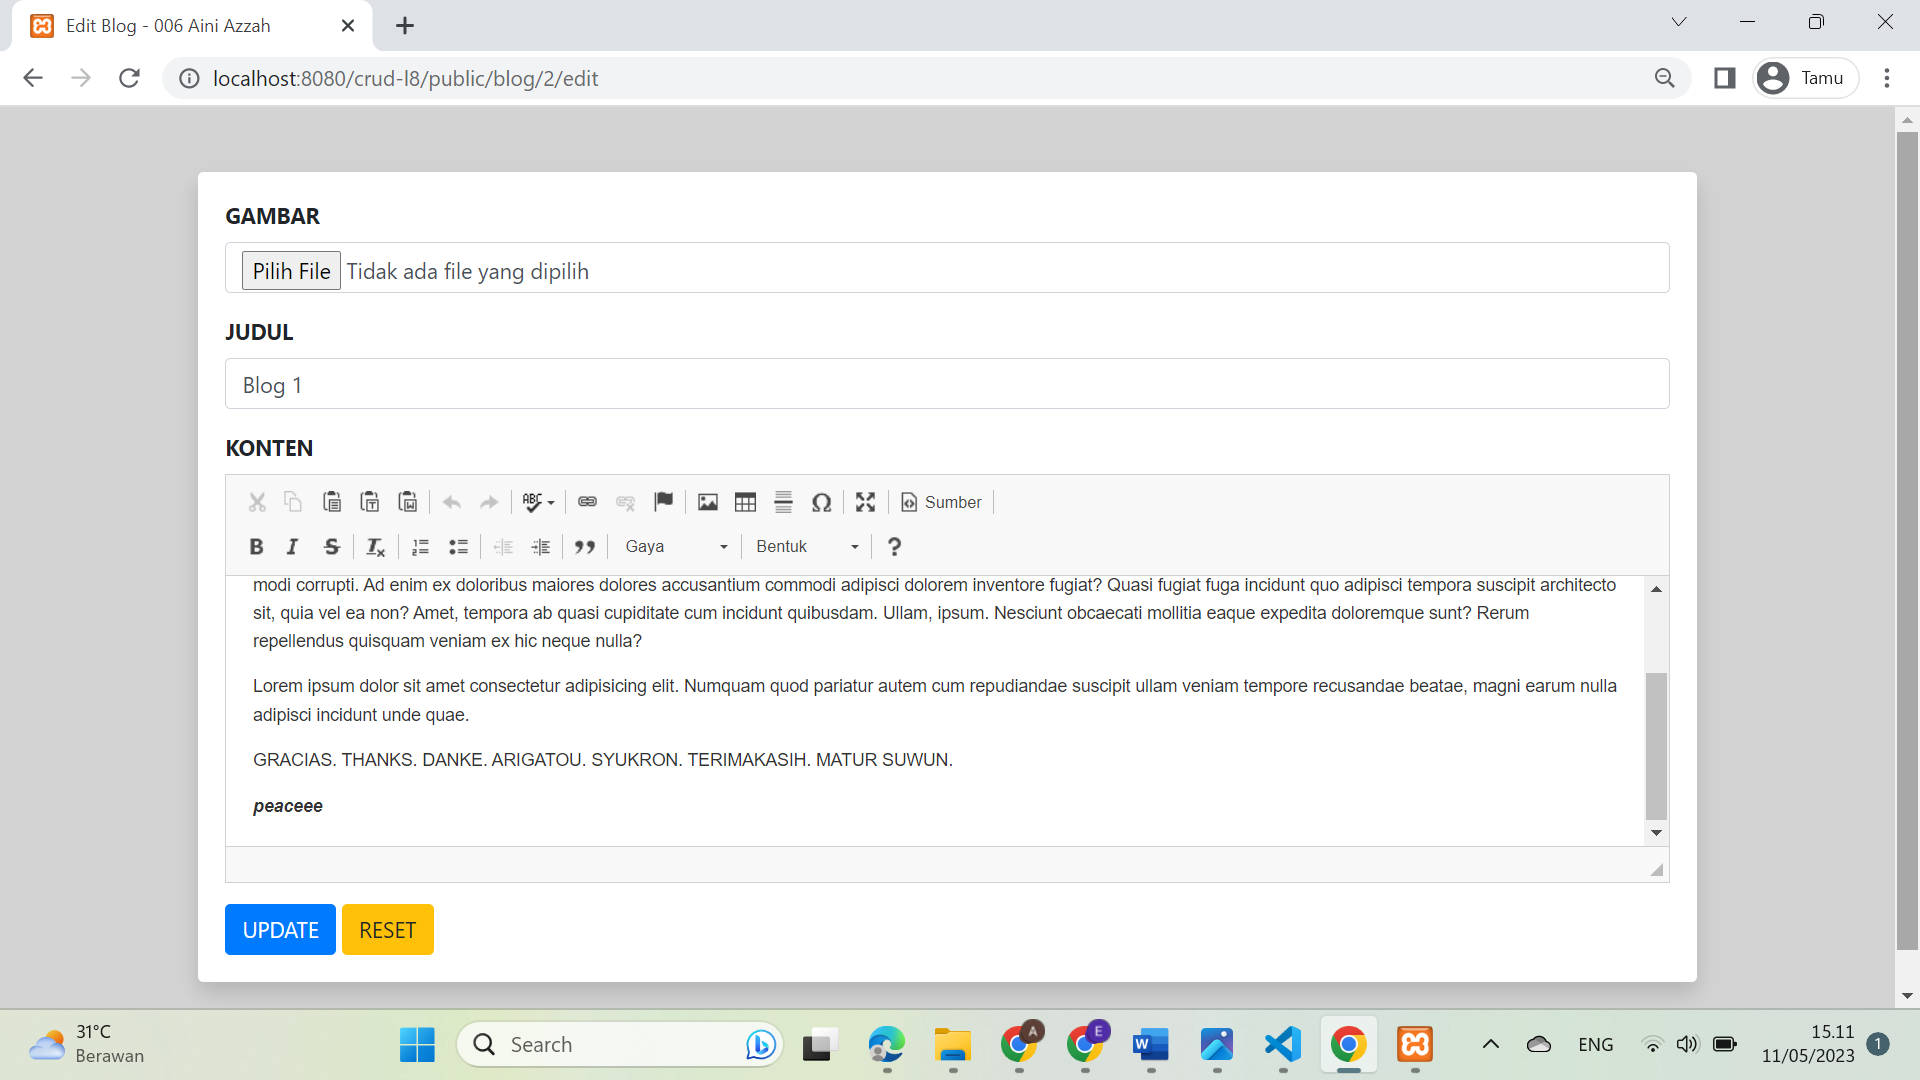 Edit Blog - 006 Aini Azzah
localhost:8080/crud-l8/public/blog/2/edit
Tamu
GAMBAR
Pilih File Tidak ada file yang dipilih
JUDUL
Blog 1
KONTEN
ABC
Ω
Sumber
B I S Tx
Gaya
Bentuk
?
modi corrupti. Ad enim ex doloribus maiores dolores accusantium commodi adipisci dolorem inventore fugiat? Quasi fugiat fuga incidunt quo adipisci tempora suscipit architecto
sit, quia vel ea non? Amet, tempora ab quasi cupiditate cum incidunt quibusdam. Ullam, ipsum. Nesciunt obcaecati mollitia eaque expedita doloremque sunt? Rerum
repellendus quisquam veniam ex hic neque nulla?
Lorem ipsum dolor sit amet consectetur adipisicing elit. Numquam quod pariatur autem cum repudiandae suscipit ullam veniam tempore recusandae beatae, magni earum nulla
adipisci incidunt unde quae.
GRACIAS. THANKS. DANKE. ARIGATOU. SYUKRON. TERIMAKASIH. MATUR SUWUN.
peaceee
UPDATE RESET
31°C
Berawan
Search
A
E
W
ENG
15.11
11/05/2023
1